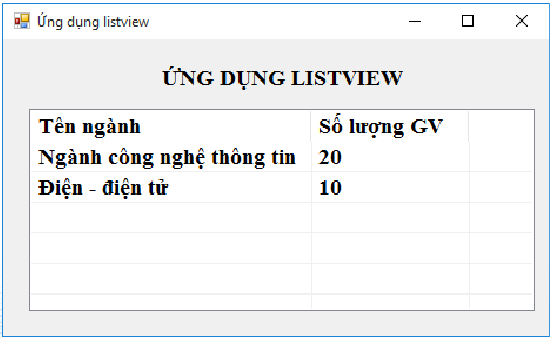 Ứng dụng listview
ỨNG DỤNG LISTVIEW
Tên ngành Số lượng GV
Ngành công nghệ thông tin 20
Điện - điện tử 10